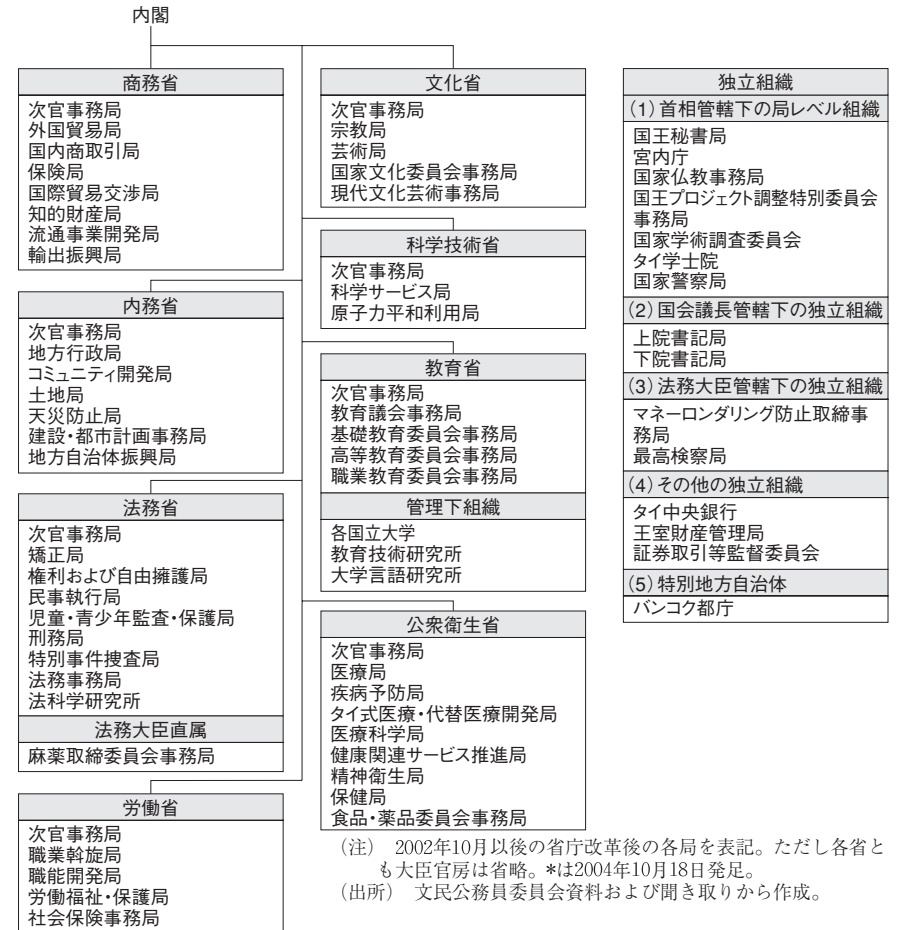 内閣
商務省
次官事務局
外国貿易局
国内商取引局
保険局
国際貿易交渉局
知的財産局
流通事業開発局
輸出振興局
内務省
次官事務局
地方行政局
コミュニティ開発局
土地局
天災防止局
建設・都市計画事務局
地方自治体振興局
法務省
次官事務局
矯正局
権利および自由擁護局
民事執行局
児童・青少年監査・保護局
刑務局
特別事件捜査局
法務事務局
法科学研究所
法務大臣直属
麻薬取締委員会事務局
労働省
次官事務局
職業斡旋局
職能開発局
労働福祉・保護局
社会保険事務局
文化省
次官事務局
宗教局
芸術局
国家文化委員会事務局
現代文化芸術事務局
科学技術省
次官事務局
科学サービス局
原子力平和利用局
教育省
次官事務局
教育議会事務局
基礎教育委員会事務局
高等教育委員会事務局
職業教育委員会事務局
管理下組織
各国立大学
教育技術研究所
大学言語研究所
公衆衛生省
次官事務局
医療局
疾病予防局
タイ式医療・代替医療開発局
医療科学局
健康関連サービス推進局
精神衛生局
保健局
食品・薬品委員会事務局
独立組織
(1)首相管轄下の局レベル組織
国王秘書局
宮内庁
国家仏教事務局
国王プロジェクト調整特別委員会
事務局
国家学術調査委員会
タイ学士院
国家警察局
(2)国会議長管轄下の独立組織
上院書記局
下院書記局
(3)法務大臣管轄下の独立組織
マネーロンダリング防止取締事
務局
最高検察局
(4)その他の独立組織
タイ中央銀行
王室財産管理局
証券取引等監督委員会
(5)特別地方自治体
バンコク都庁
(注) 2002年10月以後の省庁改革後の各局を表記。ただし各省と
も大臣官房は省略。*は2004年10月18日発足。
(出所) 文民公務員委員会資料および聞き取りから作成。